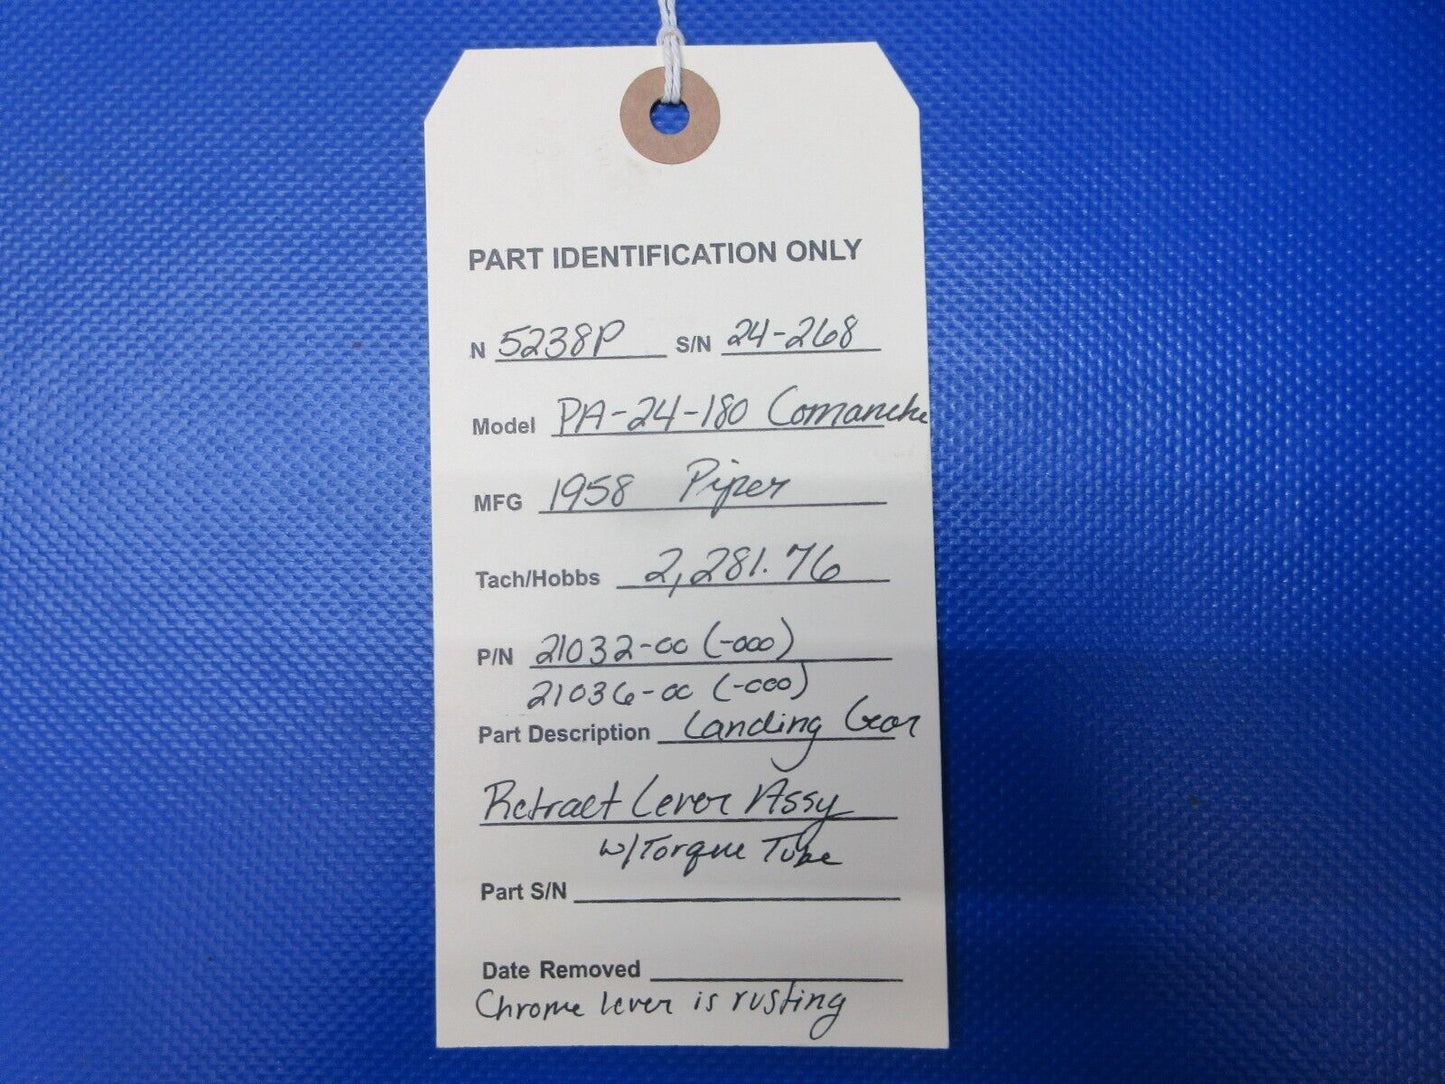 PART IDENTIFICATION ONLY
N 5238P S/N 24-268
Model PA-24-180 Comanche
MFG 1958 Piper
Tach/Hobbs 2,281.76
P/N 21032-00 (-000)
21036-00 (-000)
Part Description Landing Gear
Retract Lever Assy
w/Torque Tube
Part S/N
Date Removed
Chrome lever is rusting